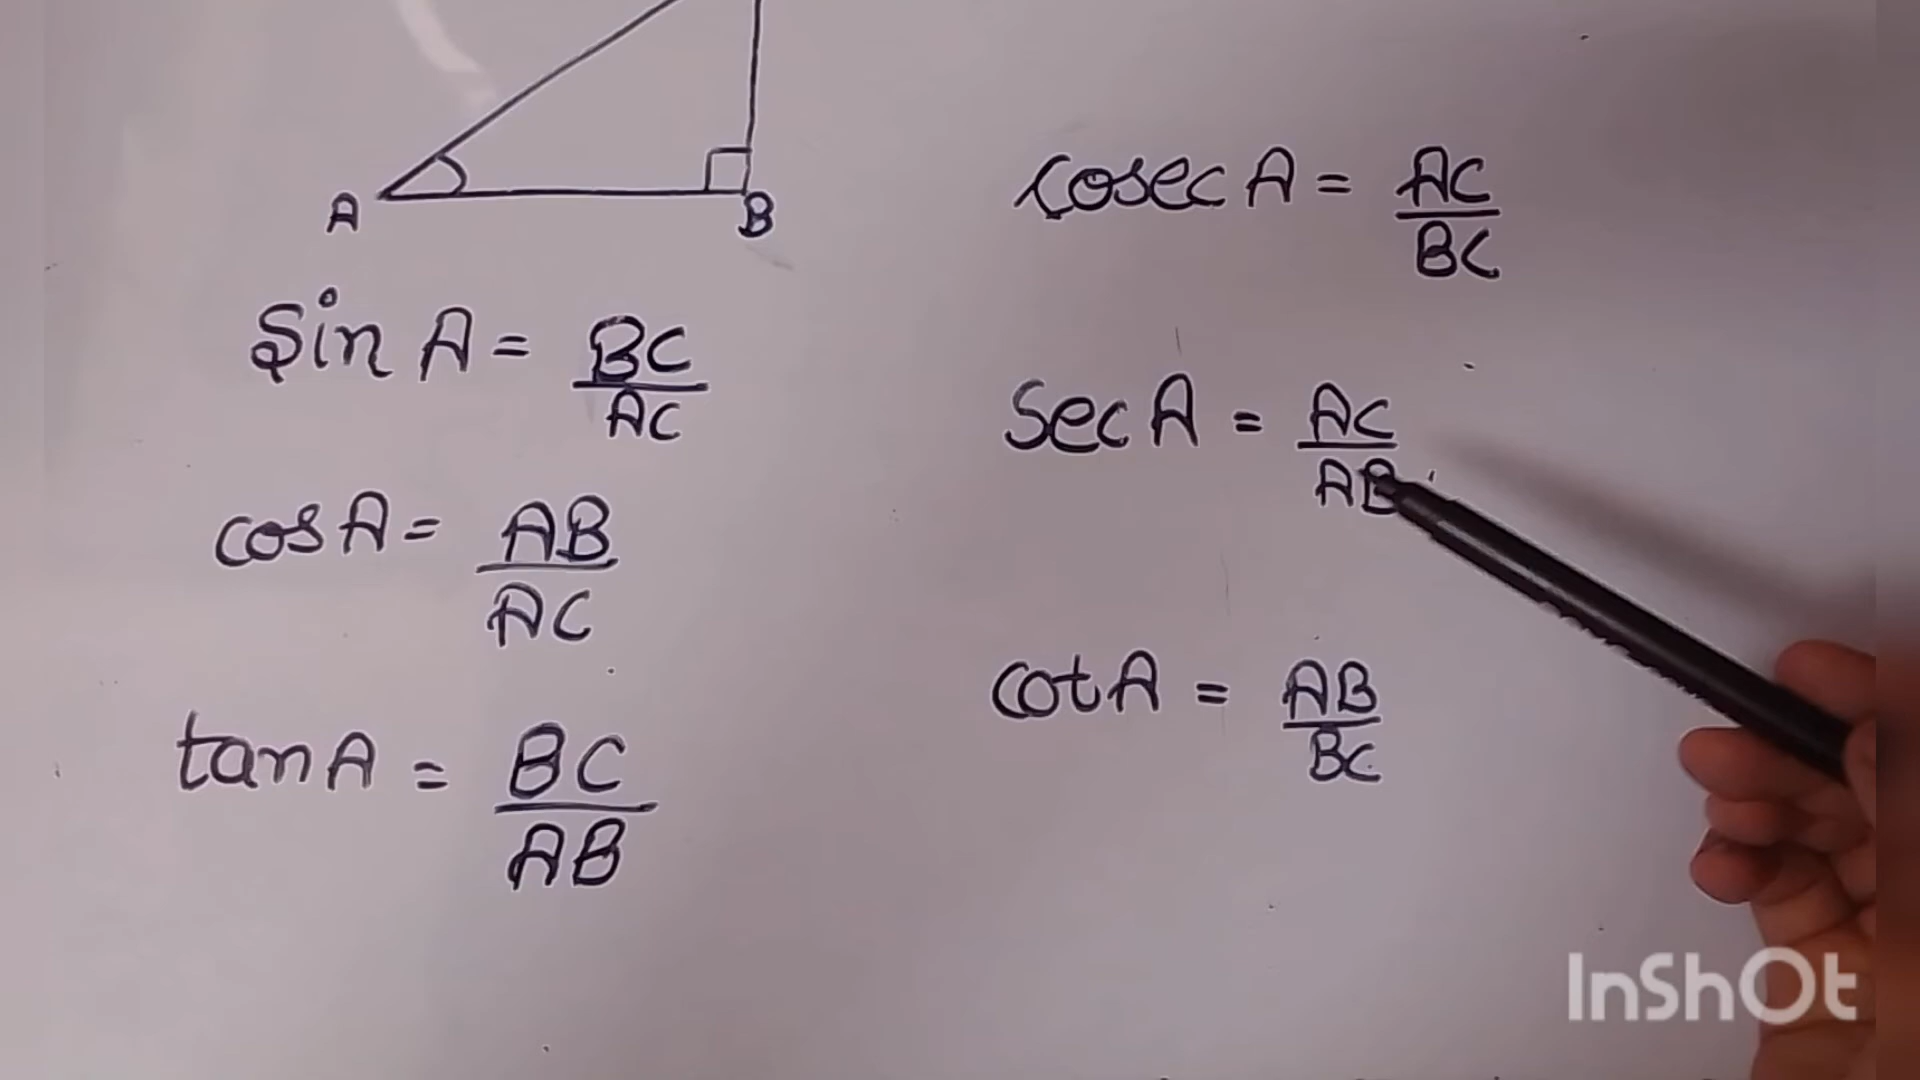 A B
sin A = BC/AC
cos A = AB/AC
tan A = BC/AB
cosec A = AC/BC
sec A = AC/AB
cot A = AB/BC
InShOt